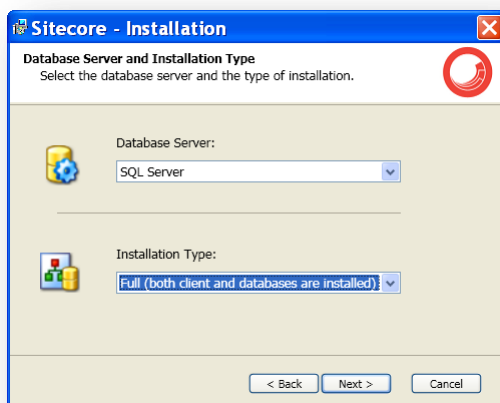 Sitecore - Installation
Database Server and Installation Type
Select the database server and the type of installation.
Database Server:
SQL Server
Installation Type:
Full (both client and databases are installed)
< Back
Next >
Cancel